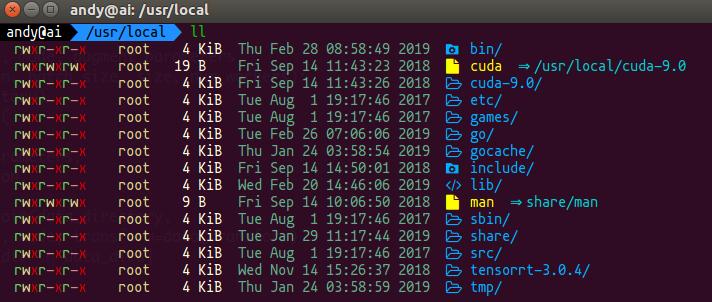 andy@ai: /usr/local
andy@ai /usr/local ll
rwxr-xr-x root 4 KiB Thu Feb 28 08:58:49 2019 bin/
rwxrwxrwx root 19 B Fri Sep 14 11:43:23 2018 cuda ⇒/usr/local/cuda-9.0
rwxr-xr-x root 4 KiB Fri Sep 14 11:43:26 2018 cuda-9.0/
rwxr-xr-x root 4 KiB Tue Aug 1 19:17:46 2017 etc/
rwxr-xr-x root 4 KiB Tue Aug 1 19:17:46 2017 games/
rwxr-xr-x root 4 KiB Tue Feb 26 07:06:06 2019 go/
rwxr-xr-x root 4 KiB Thu Jan 24 03:58:54 2019 gocache/
rwxr-xr-x root 4 KiB Fri Sep 14 14:50:01 2018 include/
rwxr-xr-x root 4 KiB Wed Feb 20 14:46:06 2019 lib/
rwxrwxrwx root 9 B Fri Sep 14 10:06:50 2018 man ⇒share/man
rwxr-xr-x root 4 KiB Tue Aug 1 19:17:46 2017 sbin/
rwxr-xr-x root 4 KiB Tue Jan 29 11:17:44 2019 share/
rwxr-xr-x root 4 KiB Tue Aug 1 19:17:46 2017 src/
rwxr-xr-x root 4 KiB Wed Nov 14 15:26:37 2018 tensorrt-3.0.4/
rwxr-xr-x root 4 KiB Thu Jan 24 03:58:59 2019 tmp/